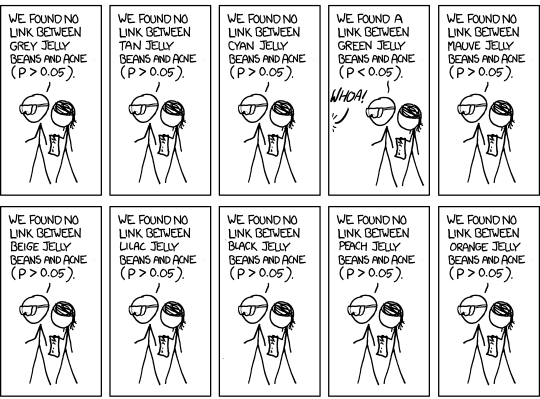 WE FOUND NO
LINK BETWEEN
GREY JELLY
BEANS AND ACNE
(P > 0.05).
WE FOUND NO
LINK BETWEEN
TAN JELLY
BEANS AND ACNE
(P > 0.05).
WE FOUND NO
LINK BETWEEN
CYAN JELLY
BEANS AND ACNE
(P > 0.05).
WE FOUND A
LINK BETWEEN
GREEN JELLY
BEANS AND ACNE
(P < 0.05).
WHOA!
WE FOUND NO
LINK BETWEEN
MAUVE JELLY
BEANS AND ACNE
(P > 0.05).
WE FOUND NO
LINK BETWEEN
BEIGE JELLY
BEANS AND ACNE
(P > 0.05).
WE FOUND NO
LINK BETWEEN
LILAC JELLY
BEANS AND ACNE
(P > 0.05).
WE FOUND NO
LINK BETWEEN
BLACK JELLY
BEANS AND ACNE
(P > 0.05).
WE FOUND NO
LINK BETWEEN
PEACH JELLY
BEANS AND ACNE
(P > 0.05).
WE FOUND NO
LINK BETWEEN
ORANGE JELLY
BEANS AND ACNE
(P > 0.05).